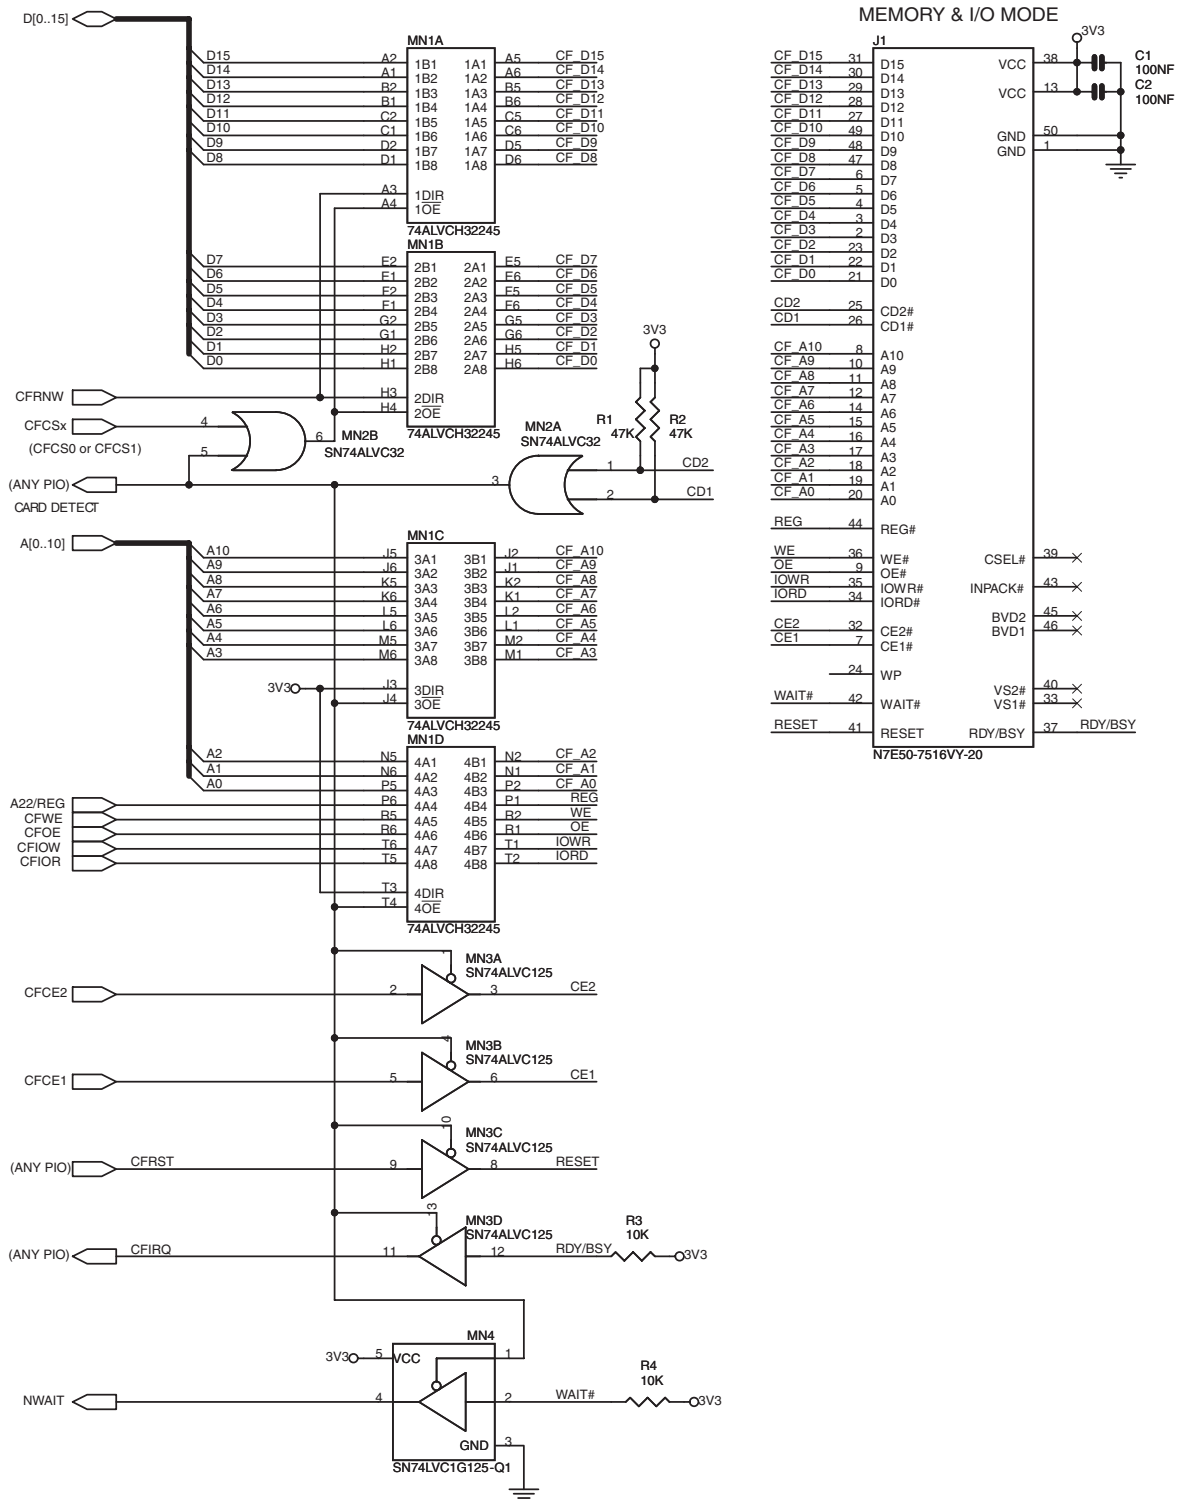 MEMORY & I/O MODE
D[0..15]
MN1A
D15 A2 1B1 1A1 A5 CF_D15
D14 A1 1B2 1A2 A6 CF_D14
D13 B2 1B3 1A3 B5 CF_D13
D12 B1 1B4 1A4 B6 CF_D12
D11 C2 1B5 1A5 C5 CF_D11
D10 C1 1B6 1A6 C6 CF_D10
D9 D2 1B7 1A7 D5 CF_D9
D8 D1 1B8 1A8 D6 CF_D8
A3 1DIR
A4 1OE
74ALVCH32245
MN1B
D7 E2 2B1 2A1 E5 CF_D7
D6 E1 2B2 2A2 E6 CF_D6
D5 F2 2B3 2A3 F5 CF_D5
D4 F1 2B4 2A4 F6 CF_D4
D3 G2 2B5 2A5 G5 CF_D3
D2 G1 2B6 2A6 G6 CF_D2
D1 H2 2B7 2A7 H5 CF_D1
D0 H1 2B8 2A8 H6 CF_D0
CFRNW H3 2DIR
H4 2OE
74ALVCH32245
CFCSx 4
(CFCS0 or CFCS1) 5 6
MN2B
SN74ALVC32
3V3
R1
47K
R2
47K
MN2A
SN74ALVC32
1 CD2
2 CD1
3
(ANY PIO)
CARD DETECT
A[0..10]
MN1C
A10 J5 3A1 3B1 J2 CF_A10
A9 J6 3A2 3B2 J1 CF_A9
A8 K5 3A3 3B3 K2 CF_A8
A7 K6 3A4 3B4 K1 CF_A7
A6 L5 3A5 3B5 L2 CF_A6
A5 L6 3A6 3B6 L1 CF_A5
A4 M5 3A7 3B7 M2 CF_A4
A3 M6 3A8 3B8 M1 CF_A3
3V3 J3 3DIR
J4 3OE
74ALVCH32245
MN1D
A2 N5 4A1 4B1 N2 CF_A2
A1 N6 4A2 4B2 N1 CF_A1
A0 P5 4A3 4B3 P2 CF_A0
A22/REG P6 4A4 4B4 P1 REG
CFWE R5 4A5 4B5 R2 WE
CFOE R6 4A6 4B6 R1 OE
CFIOW T6 4A7 4B7 T1 IOWR
CFIOR T5 4A8 4B8 T2 IORD
T3 4DIR
T4 4OE
74ALVCH32245
MN3A
SN74ALVC125
1
CFCE2 2 3 CE2
MN3B
SN74ALVC125
4
CFCE1 5 6 CE1
MN3C
SN74ALVC125
10
(ANY PIO) CFRST 9 8 RESET
MN3D
SN74ALVC125
13
R3
10K
(ANY PIO) CFIRQ 11 12 RDY/BSY 3V3
MN4
3V3 5 VCC 1
R4
10K
NWAIT 4 2 WAIT# 3V3
GND 3
SN74LVC1G125-Q1
J1
3V3
CF_D15 31 D15 VCC 38
CF_D14 30 D14
CF_D13 29 D13 VCC 13
CF_D12 28 D12
CF_D11 27 D11
CF_D10 49 D10 GND 50
CF_D9 48 D9 GND 1
CF_D8 47 D8
CF_D7 6 D7
CF_D6 5 D6
CF_D5 4 D5
CF_D4 3 D4
CF_D3 2 D3
CF_D2 23 D2
CF_D1 22 D1
CF_D0 21 D0
C1
100NF
C2
100NF
CD2 25 CD2#
CD1 26 CD1#
CF_A10 8 A10
CF_A9 10 A9
CF_A8 11 A8
CF_A7 12 A7
CF_A6 14 A6
CF_A5 15 A5
CF_A4 16 A4
CF_A3 17 A3
CF_A2 18 A2
CF_A1 19 A1
CF_A0 20 A0
REG 44 REG#
WE 36 WE# CSEL# 39
OE 9 OE#
IOWR 35 IOWR# INPACK# 43
IORD 34 IORD#
BVD2 45
CE2 32 CE2# BVD1 46
CE1 7 CE1#
24 WP
VS2# 40
WAIT# 42 WAIT# VS1# 33
RESET 41 RESET RDY/BSY 37 RDY/BSY
N7E50-7516VY-20